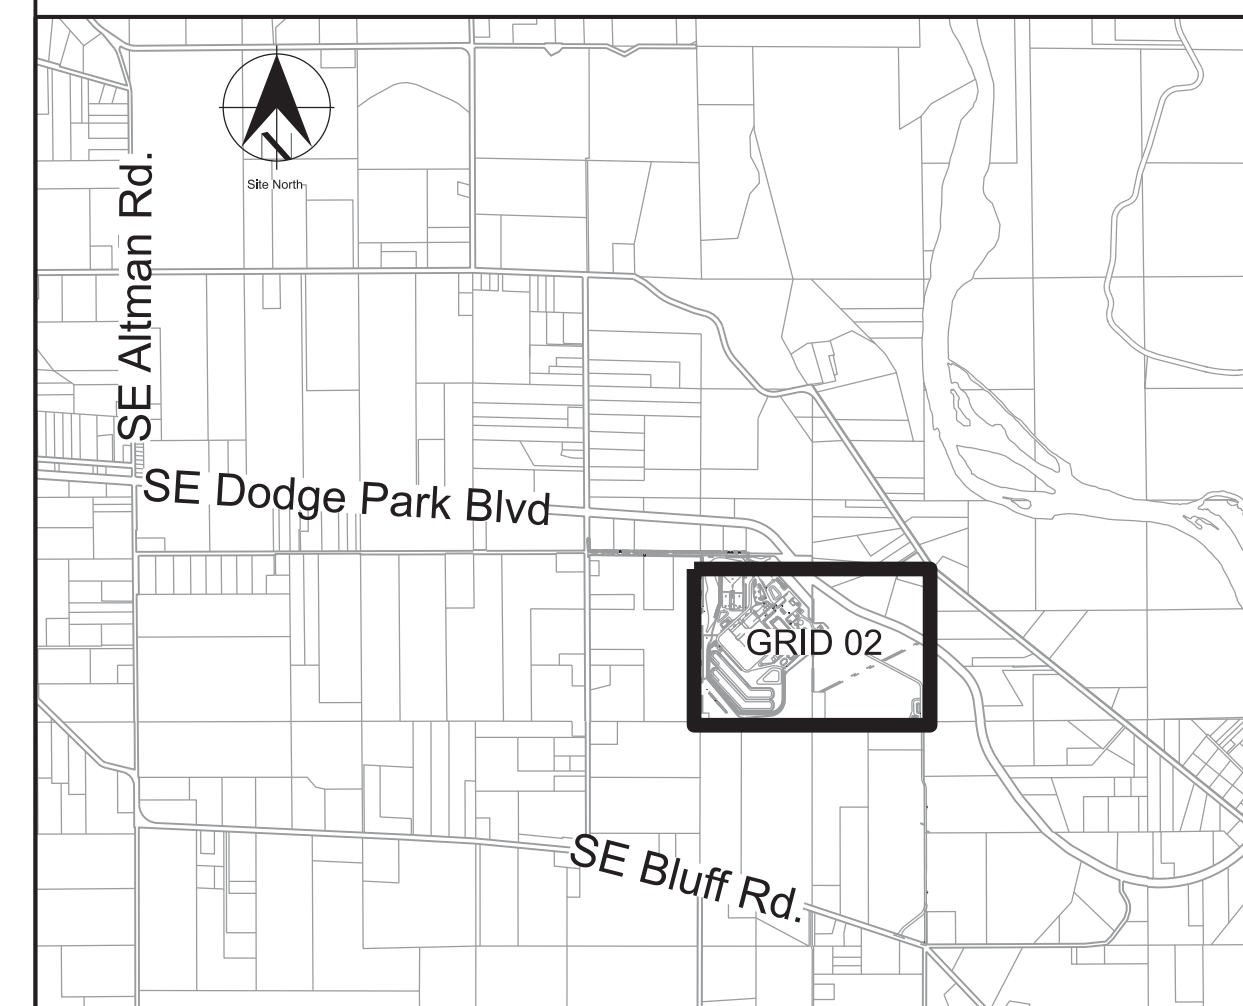 Site North
SE Altman Rd.
SE Dodge Park Blvd
GRID 02
SE Bluff Rd.